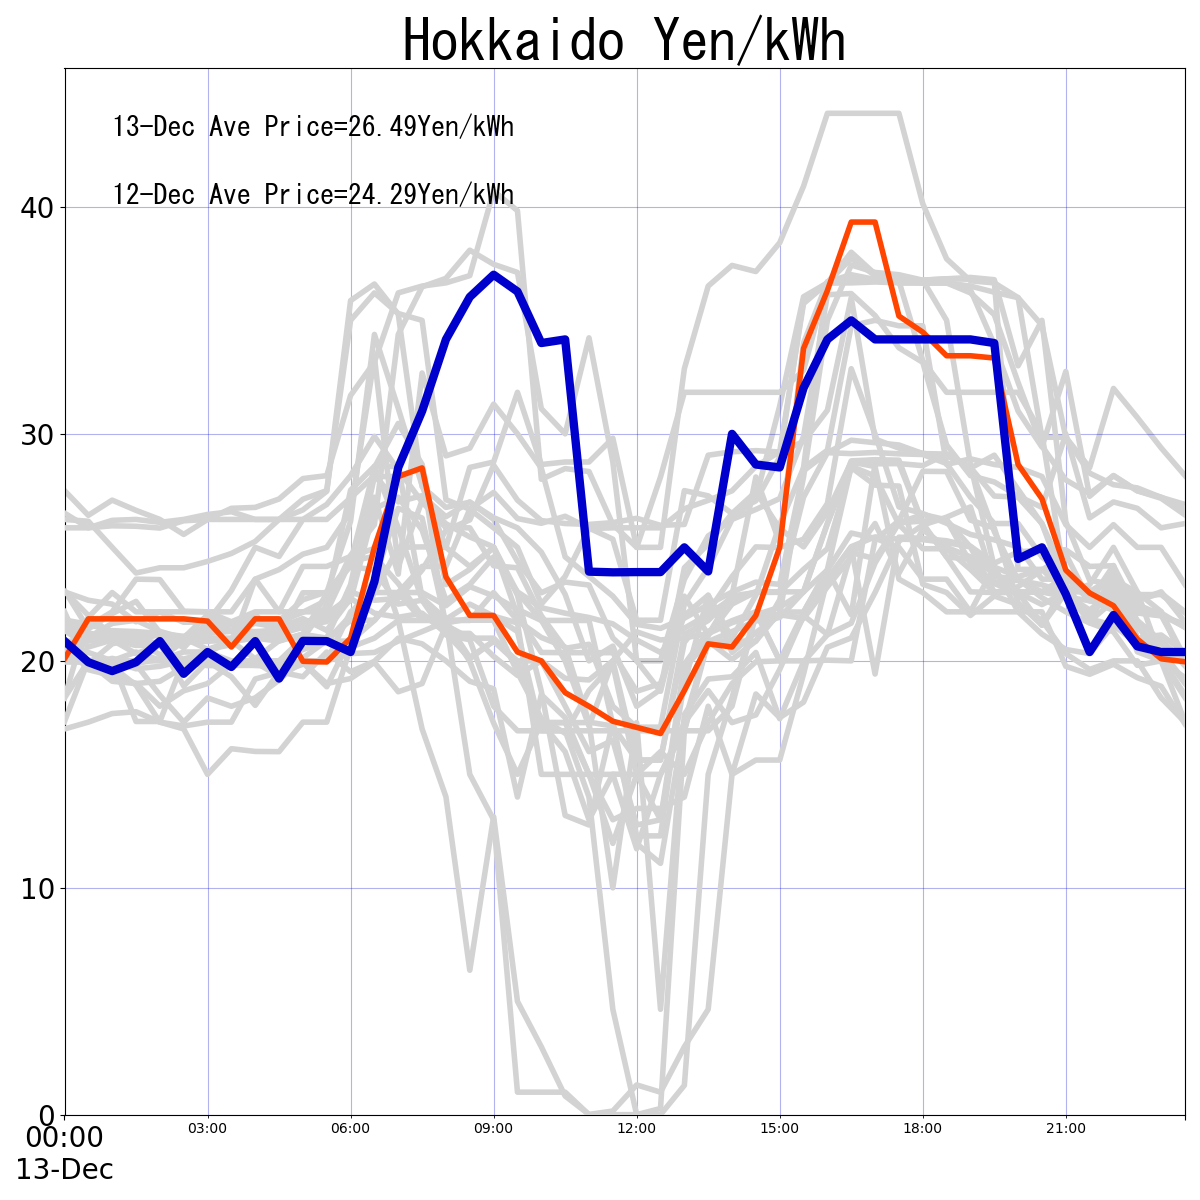 Hokkaido Yen/kWh
13-Dec Ave Price=26.49Yen/kWh
12-Dec Ave Price=24.29Yen/kWh
40
30
20
10
0
00:00 03:00 06:00 09:00 12:00 15:00 18:00 21:00
13-Dec